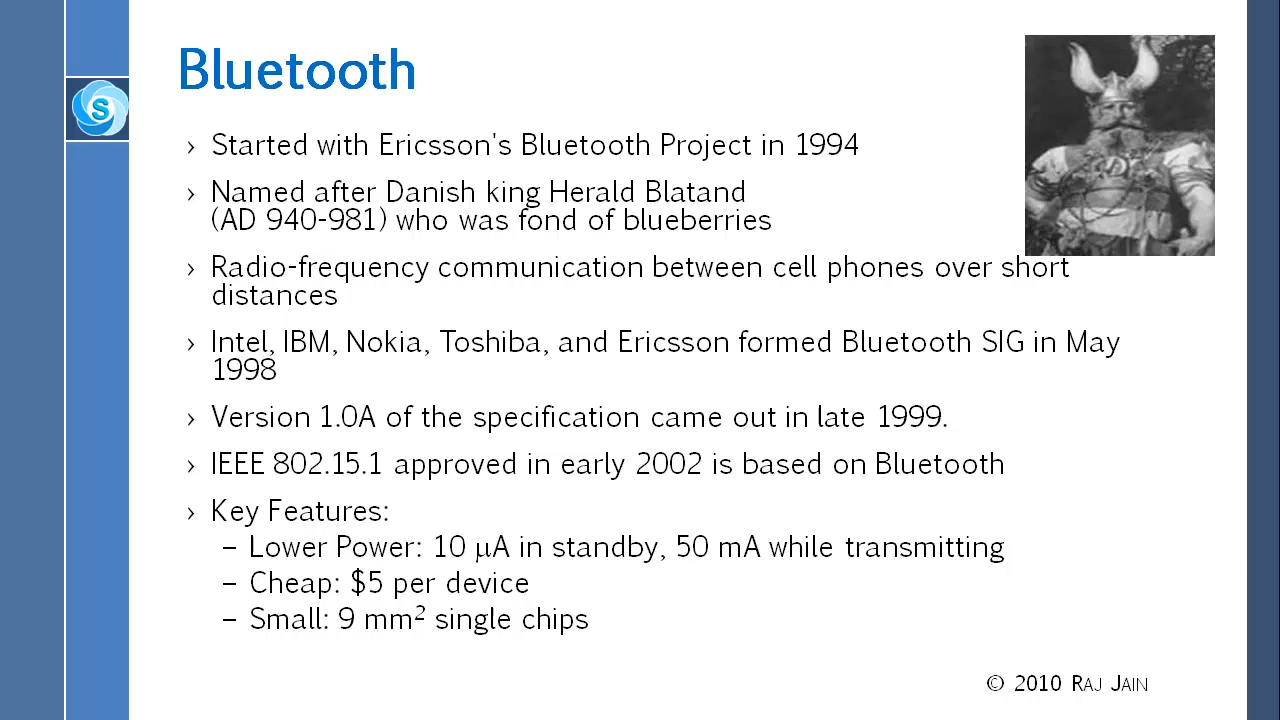 Bluetooth
S
› Started with Ericsson's Bluetooth Project in 1994
› Named after Danish king Herald Blatand
(AD 940-981) who was fond of blueberries
› Radio-frequency communication between cell phones over short
distances
› Intel, IBM, Nokia, Toshiba, and Ericsson formed Bluetooth SIG in May
1998
› Version 1.0A of the specification came out in late 1999.
› IEEE 802.15.1 approved in early 2002 is based on Bluetooth
› Key Features:
– Lower Power: 10 μA in standby, 50 mA while transmitting
– Cheap: $5 per device
– Small: 9 mm² single chips
© 2010 RAJ JAIN